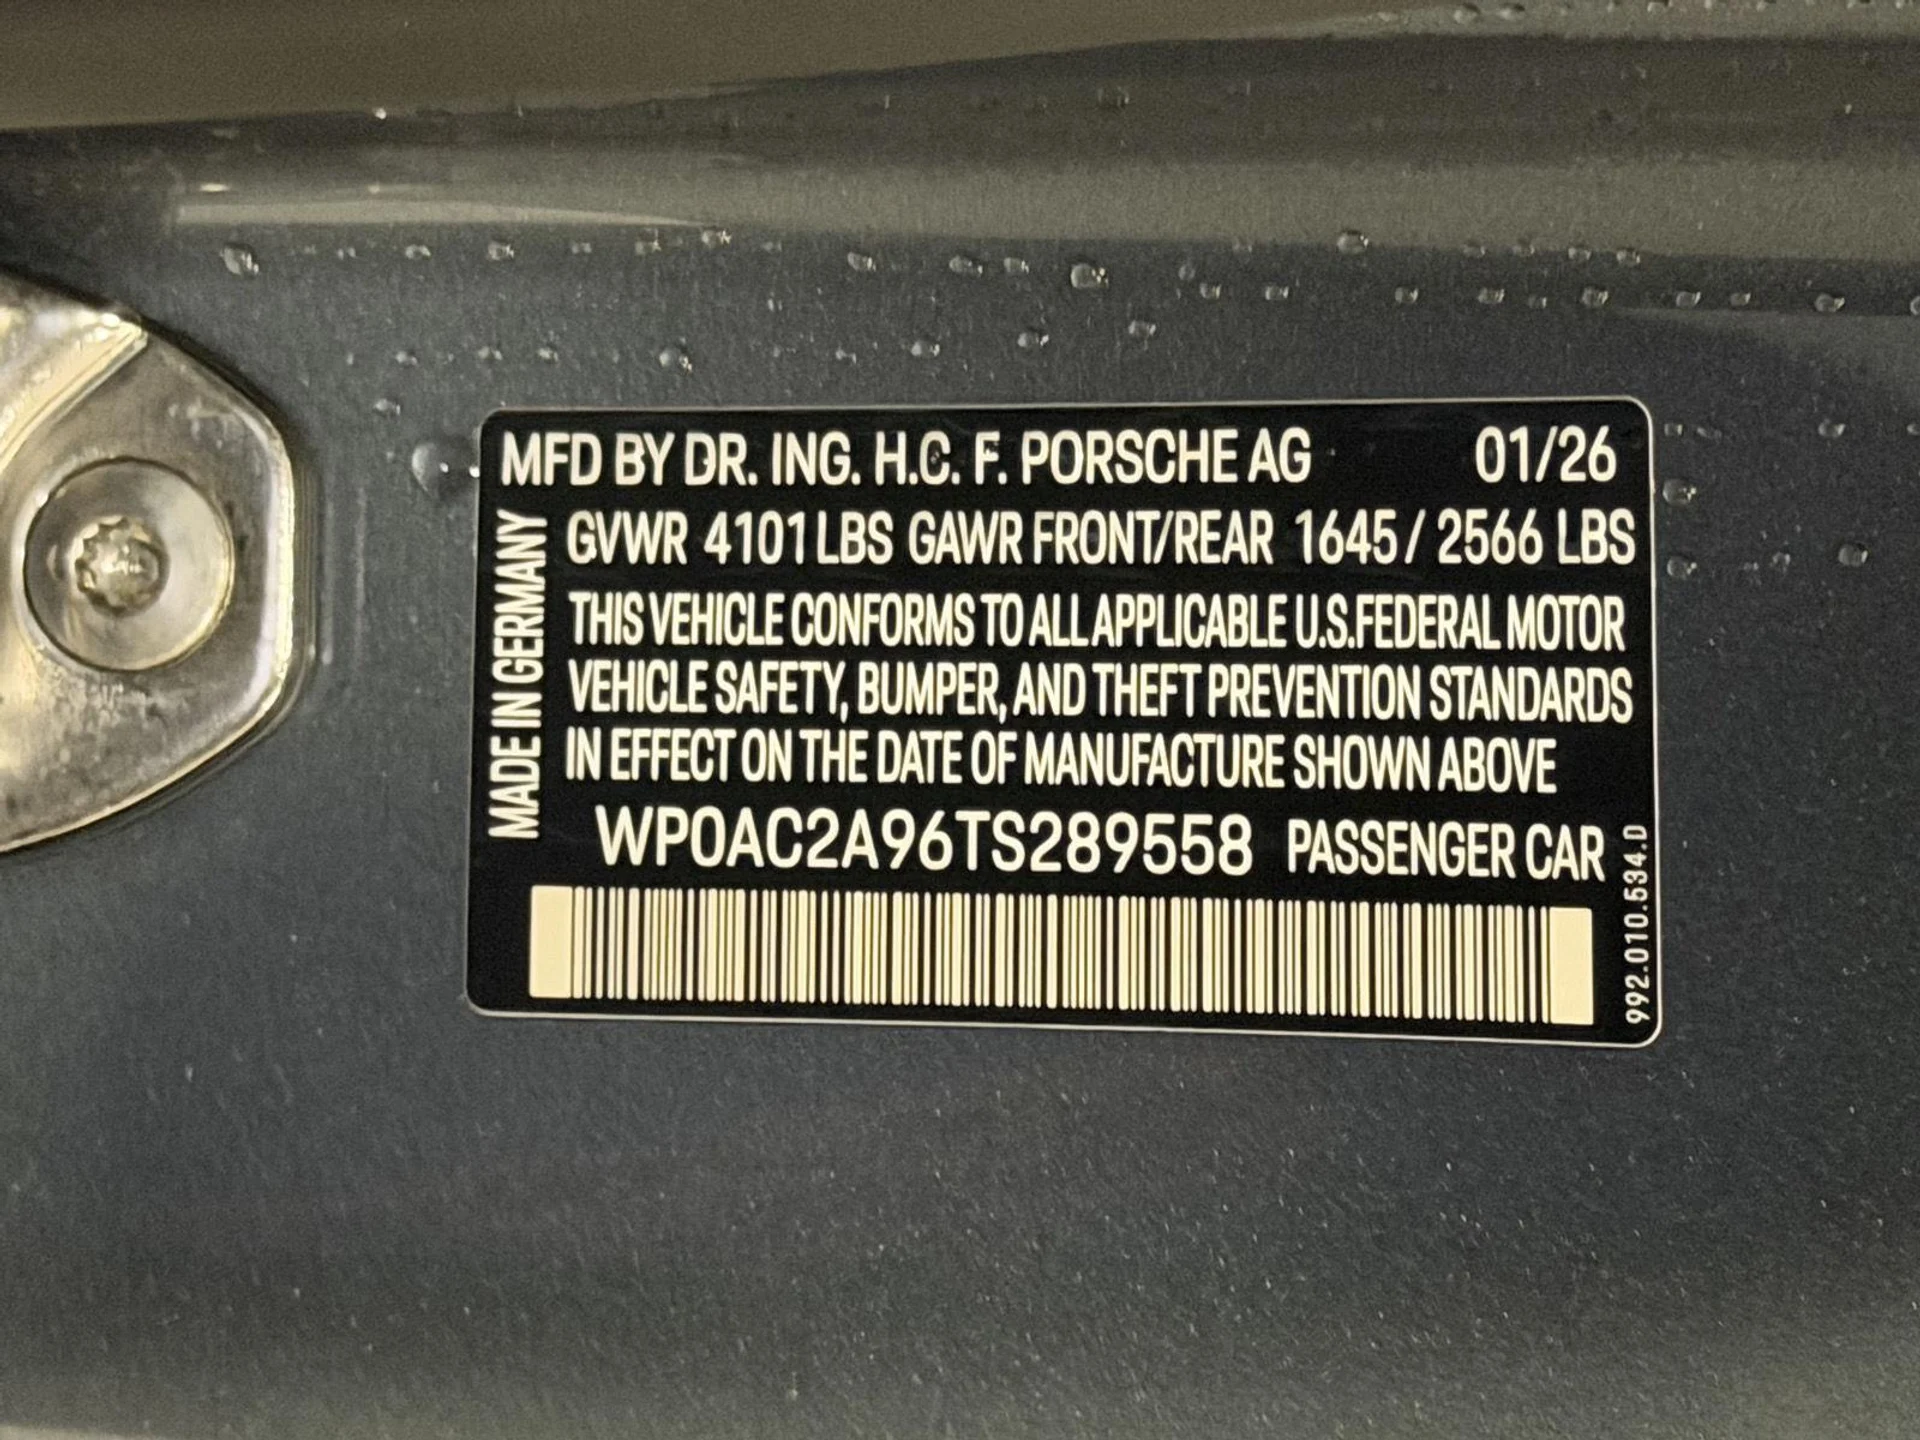 MFD BY DR. ING. H.C. F. PORSCHE AG 01/26
GVWR 4101 LBS GAWR FRONT/REAR 1645 / 2566 LBS
THIS VEHICLE CONFORMS TO ALL APPLICABLE U.S.FEDERAL MOTOR
VEHICLE SAFETY, BUMPER, AND THEFT PREVENTION STANDARDS
IN EFFECT ON THE DATE OF MANUFACTURE SHOWN ABOVE
WP0AC2A96TS289558 PASSENGER CAR
MADE IN GERMANY
992.010.534.D